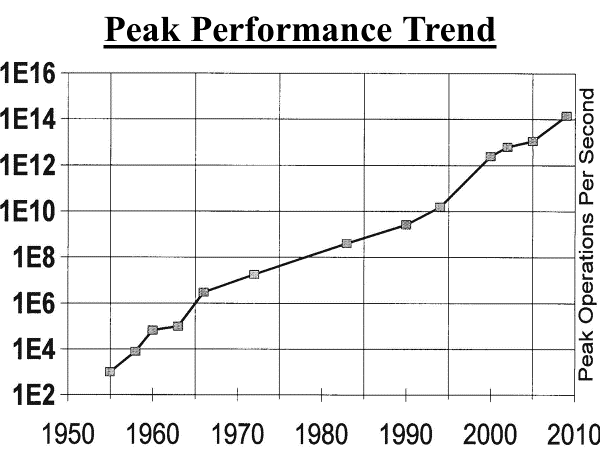 Peak Performance Trend
1E16
1E14
1E12
1E10
1E8
1E6
1E4
1E2
1950 1960 1970 1980 1990 2000 2010
Peak Operations Per Second